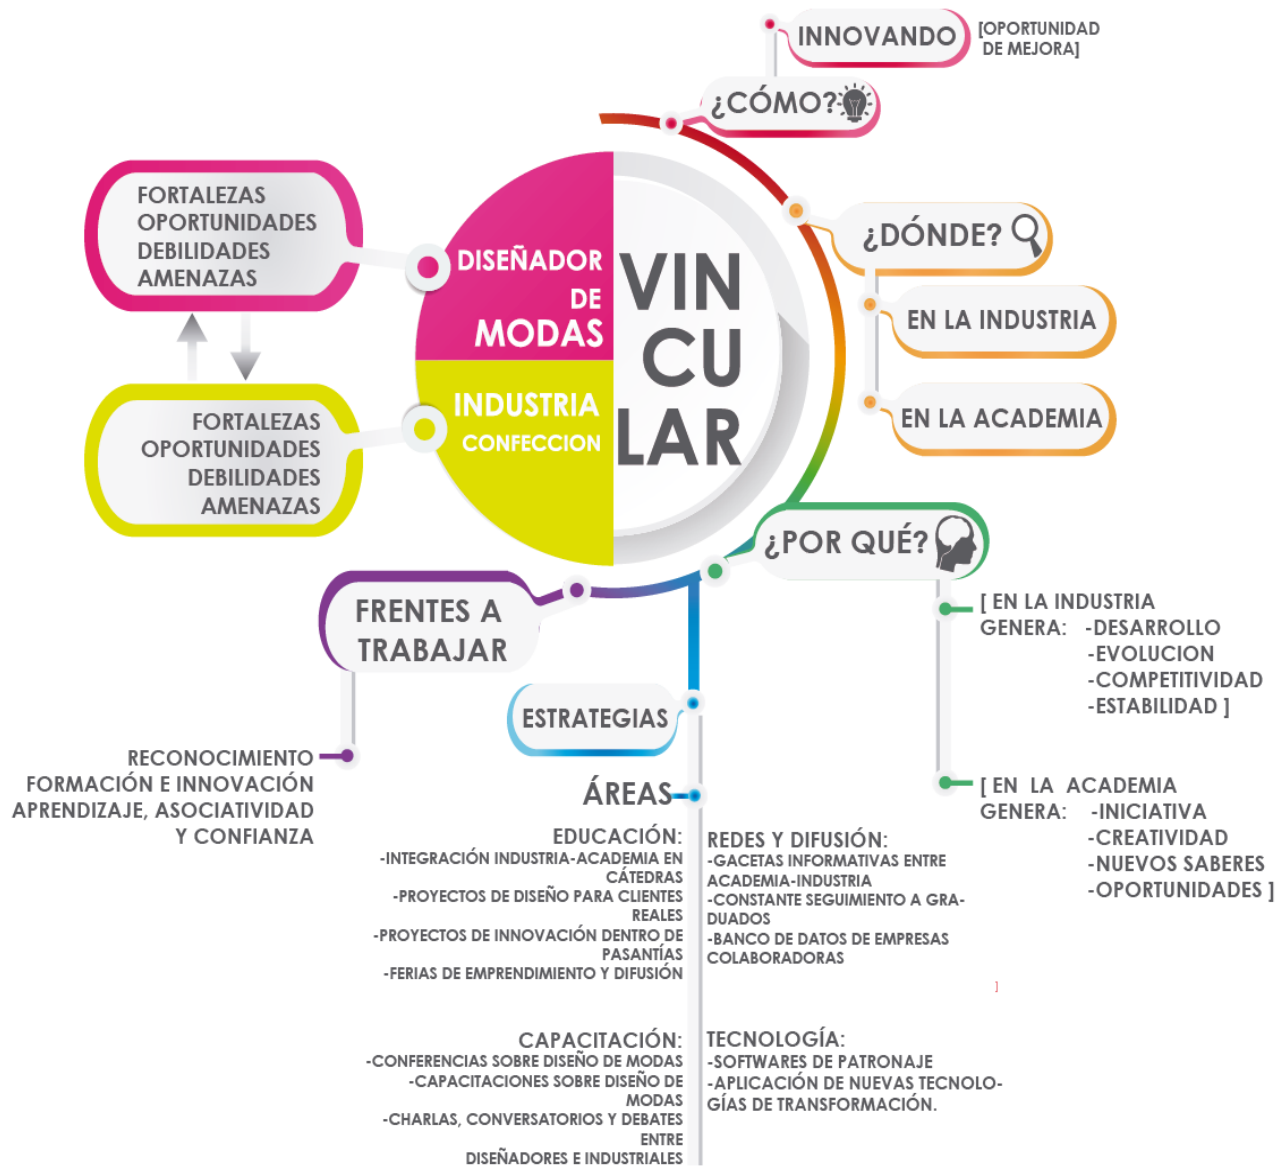 INNOVANDO
[OPORTUNIDAD
DE MEJORA]
¿CÓMO?
¿DÓNDE?
EN LA INDUSTRIA
EN LA ACADEMIA
FORTALEZAS
OPORTUNIDADES
DEBILIDADES
AMENAZAS
FORTALEZAS
OPORTUNIDADES
DEBILIDADES
AMENAZAS
DISEÑADOR
DE
MODAS
INDUSTRIA
CONFECCION
VIN
CU
LAR
¿POR QUÉ?
[ EN LA INDUSTRIA
GENERA: -DESARROLLO
-EVOLUCION
-COMPETITIVIDAD
-ESTABILIDAD ]
[ EN LA ACADEMIA
GENERA: -INICIATIVA
-CREATIVIDAD
-NUEVOS SABERES
-OPORTUNIDADES ]
FRENTES A
TRABAJAR
RECONOCIMIENTO
FORMACIÓN E INNOVACIÓN
APRENDIZAJE, ASOCIATIVIDAD
Y CONFIANZA
ESTRATEGIAS
ÁREAS
EDUCACIÓN:
-INTEGRACIÓN INDUSTRIA-ACADEMIA EN
CÁTEDRAS
-PROYECTOS DE DISEÑO PARA CLIENTES
REALES
-PROYECTOS DE INNOVACIÓN DENTRO DE
PASANTÍAS
-FERIAS DE EMPRENDIMIENTO Y DIFUSIÓN
REDES Y DIFUSIÓN:
-GACETAS INFORMATIVAS ENTRE
ACADEMIA-INDUSTRIA
-CONSTANTE SEGUIMIENTO A GRA-
DUADOS
-BANCO DE DATOS DE EMPRESAS
COLABORADORAS
]
CAPACITACIÓN:
-CONFERENCIAS SOBRE DISEÑO DE MODAS
-CAPACITACIONES SOBRE DISEÑO DE
MODAS
-CHARLAS, CONVERSATORIOS Y DEBATES
ENTRE
DISEÑADORES E INDUSTRIALES
TECNOLOGÍA:
-SOFTWARES DE PATRONAJE
-APLICACIÓN DE NUEVAS TECNOLO-
GÍAS DE TRANSFORMACIÓN.